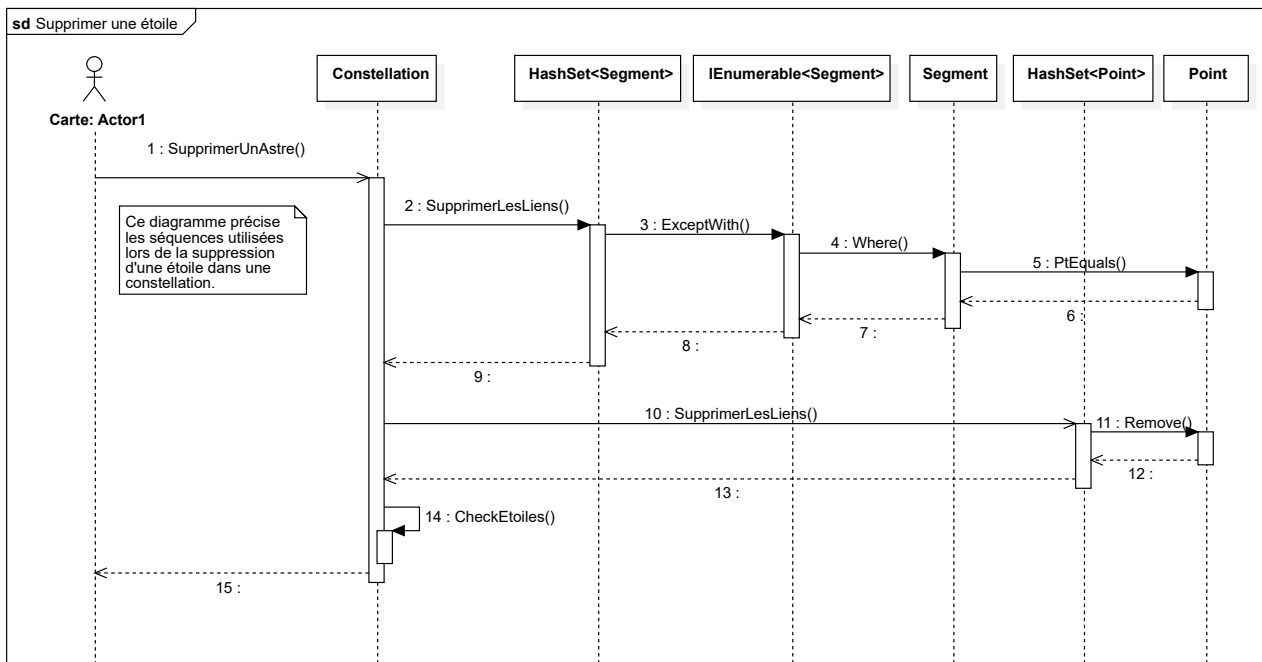 sd Supprimer une étoile
Carte: Actor1
Constellation
HashSet<Segment>
IEnumerable<Segment>
Segment
HashSet<Point>
Point
1 : SupprimerUnAstre()
Ce diagramme précise
les séquences utilisées
lors de la suppression
d'une étoile dans une
constellation.
2 : SupprimerLesLiens()
3 : ExceptWith()
4 : Where()
5 : PtEquals()
6 :
7 :
8 :
9 :
10 : SupprimerLesLiens()
11 : Remove()
12 :
13 :
14 : CheckEtoiles()
15 :